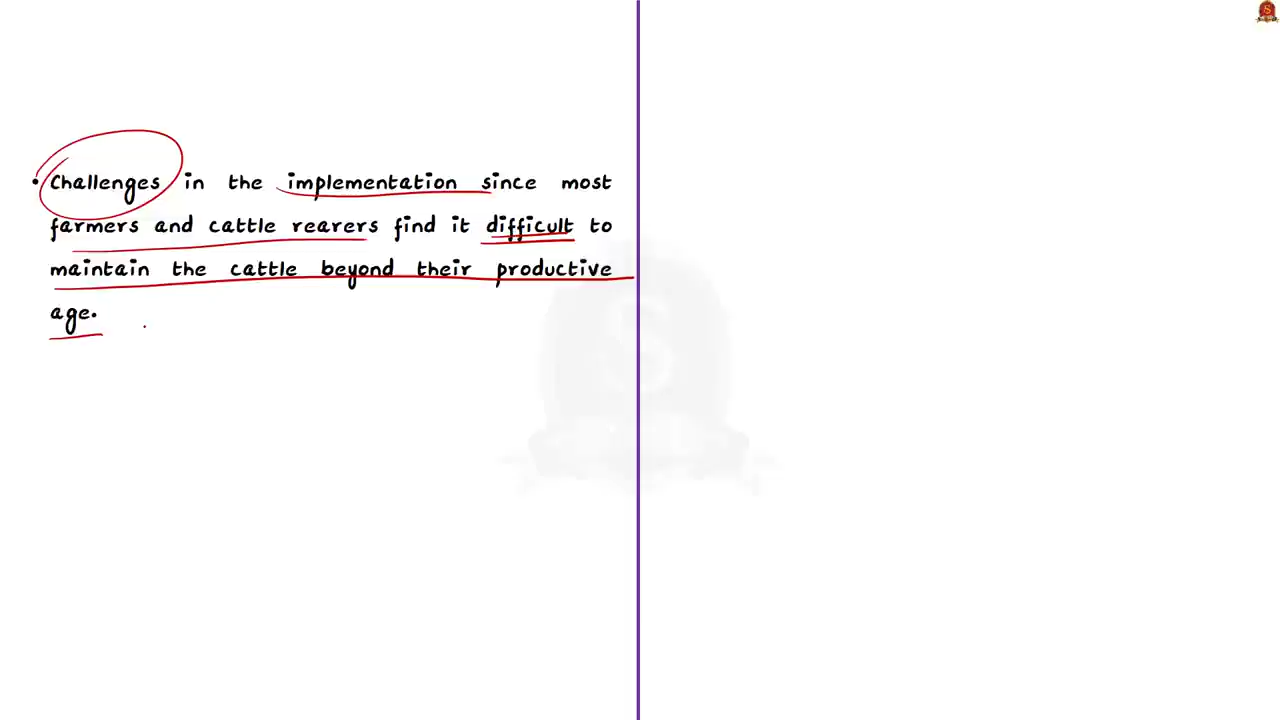 • Challenges in the implementation since most
farmers and cattle rearers find it difficult to
maintain the cattle beyond their productive
age.